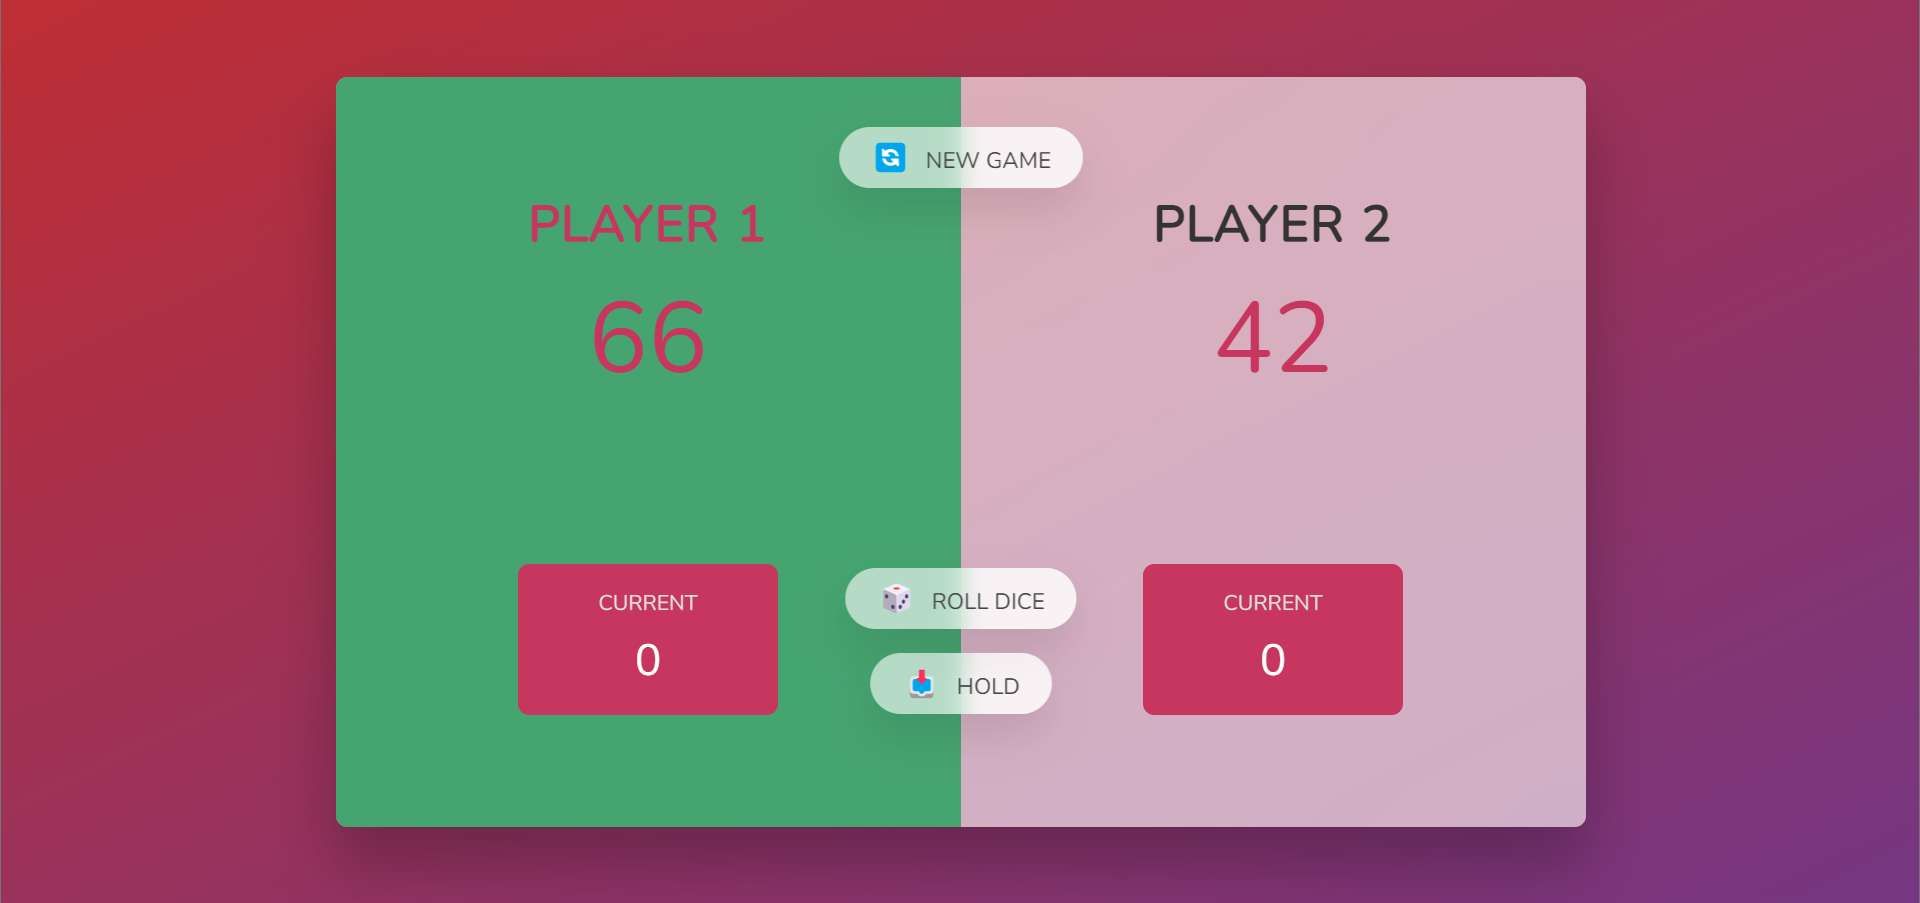 NEW GAME
PLAYER 1
66
PLAYER 2
42
CURRENT
0
ROLL DICE
HOLD
CURRENT
0